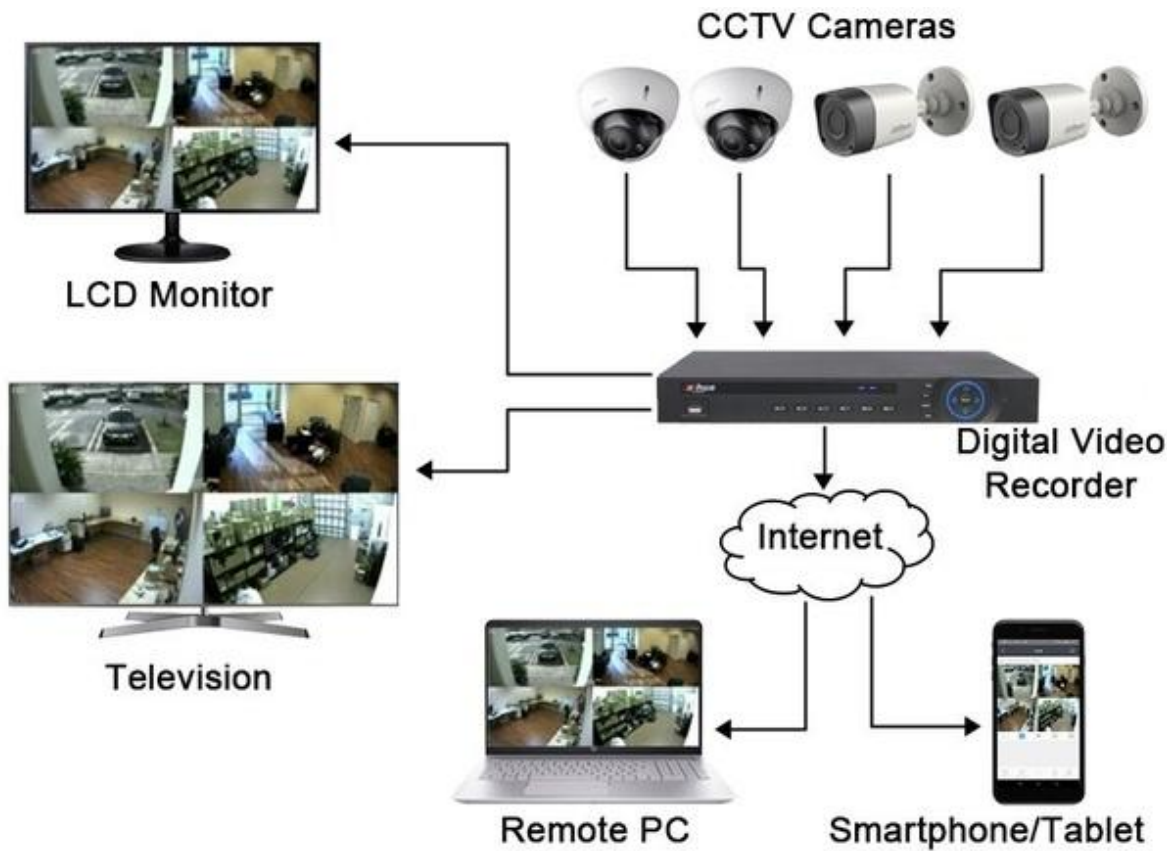 CCTV Cameras
LCD Monitor
Digital Video
Recorder
Internet
Television
Remote PC
Smartphone/Tablet